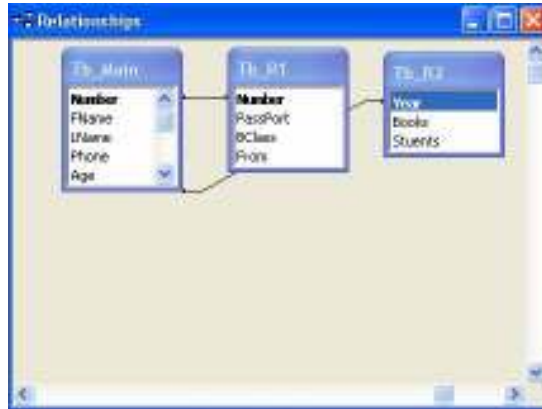 Relationships
Tb_Main
Number
FName
LName
Phone
Age
Tb_R1
Number
PassPort
BClass
From
Tb_R2
Year
Books
Stuents